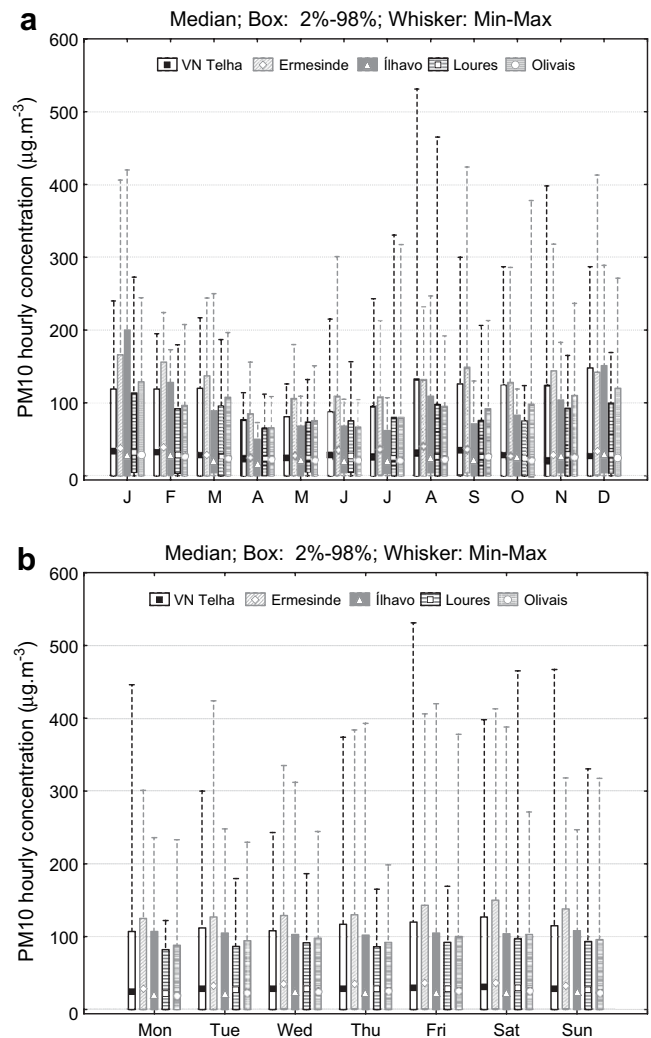 a
Median; Box: 2%-98%; Whisker: Min-Max
VN Telha Ermesinde Ílhavo Loures Olivais
PM10 hourly concentration (µg.m-3)
600
500
400
300
200
100
0
J F M A M J J A S O N D
b
Median; Box: 2%-98%; Whisker: Min-Max
VN Telha Ermesinde Ílhavo Loures Olivais
PM10 hourly concentration (µg.m-3)
600
500
400
300
200
100
0
Mon Tue Wed Thu Fri Sat Sun